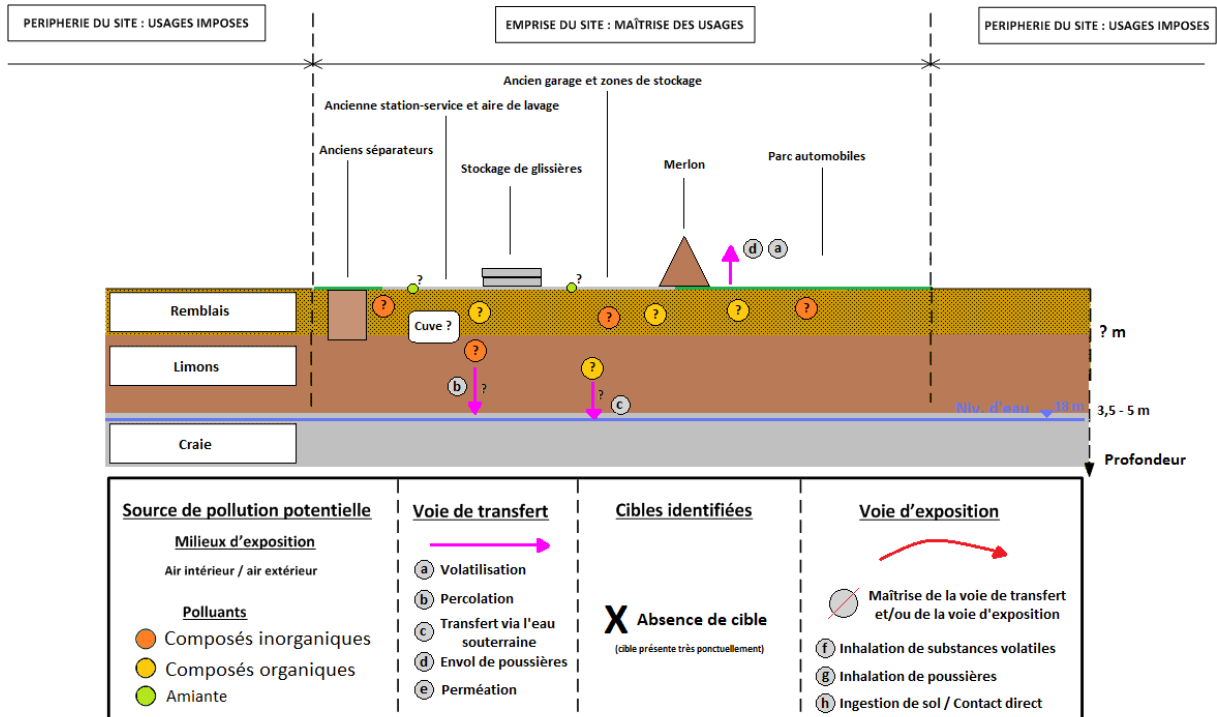 PERIPHERIE DU SITE : USAGES IMPOSES
EMPRISE DU SITE : MAÎTRISE DES USAGES
PERIPHERIE DU SITE : USAGES IMPOSES
Ancien garage et zones de stockage
Ancienne station-service et aire de lavage
Anciens séparateurs
Stockage de glissières
Merlon
Parc automobiles
d a
? ?
Remblais
? ? ? ? ? ?
Cuve ?
? m
Limons
? ?
b ? ? c
Niv. d'eau 18 m
3,5 - 5 m
Craie
Profondeur
Source de pollution potentielle
Milieux d'exposition
Air intérieur / air extérieur
Polluants
Composés inorganiques
Composés organiques
Amiante
Voie de transfert
a Volatilisation
b Percolation
c Transfert via l'eau
souterraine
d Envol de poussières
e Perméation
Cibles identifiées
X Absence de cible
(cible présente très ponctuellement)
Voie d'exposition
Maîtrise de la voie de transfert
et/ou de la voie d'exposition
f Inhalation de substances volatiles
g Inhalation de poussières
h Ingestion de sol / Contact direct